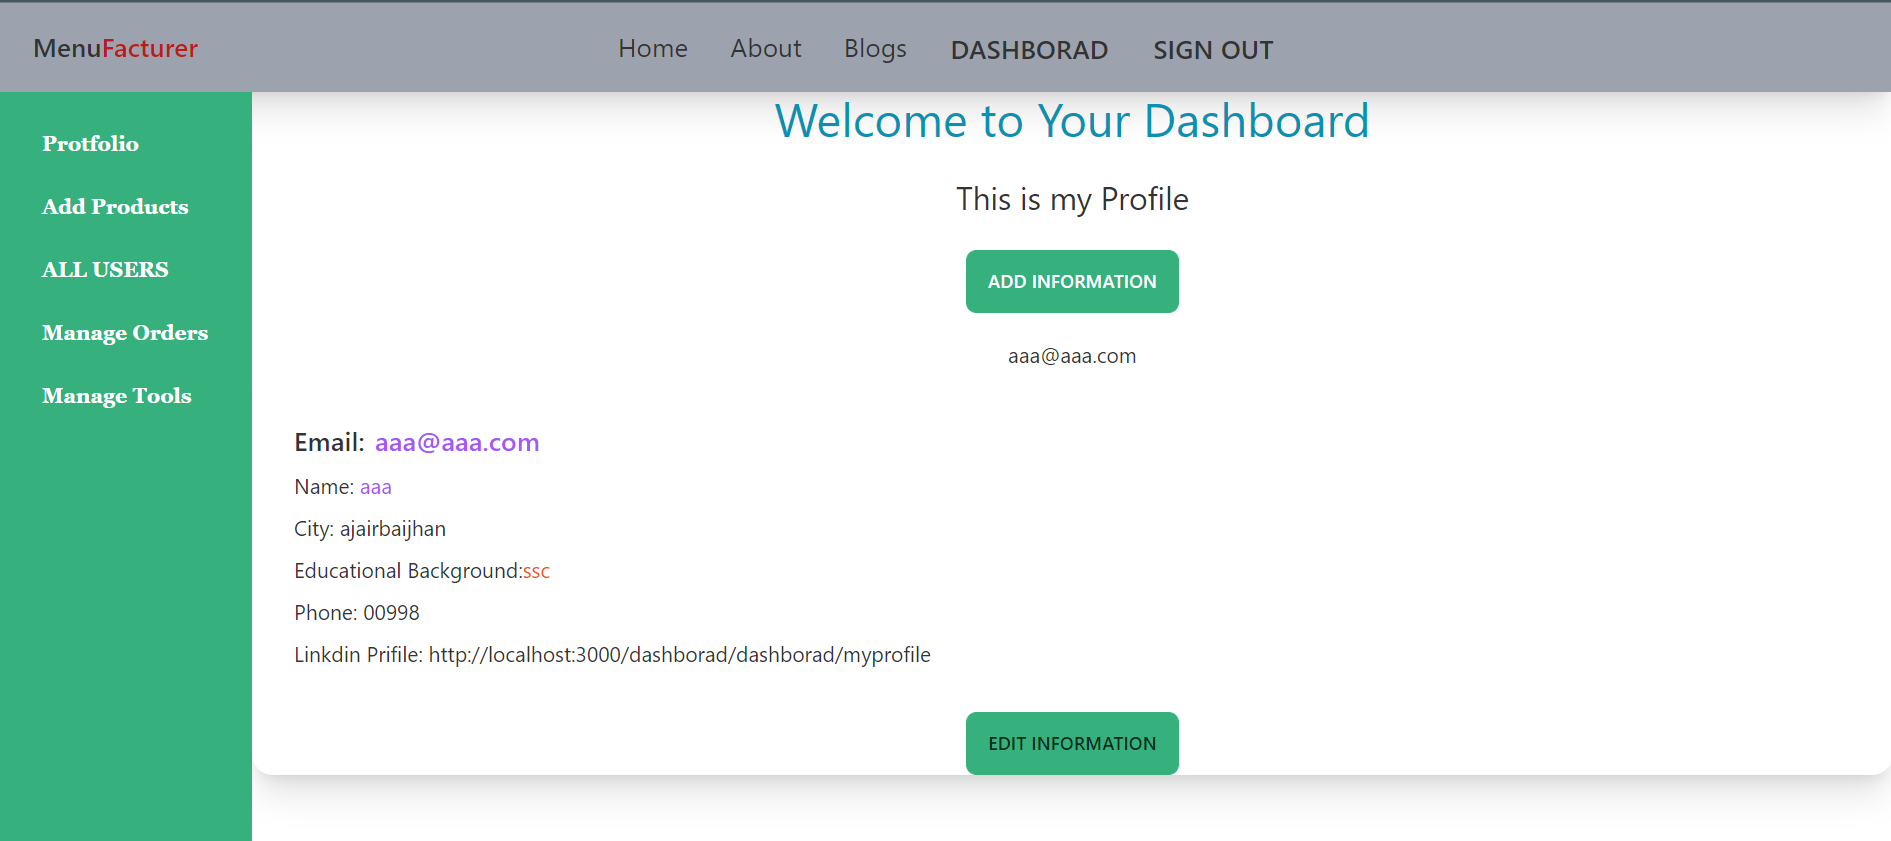 MenuFacturer Home About Blogs DASHBORAD SIGN OUT
Protfolio
Add Products
ALL USERS
Manage Orders
Manage Tools
Welcome to Your Dashboard
This is my Profile
ADD INFORMATION
aaa@aaa.com
Email: aaa@aaa.com
Name: aaa
City: ajairbaijhan
Educational Background:ssc
Phone: 00998
Linkdin Prifile: http://localhost:3000/dashborad/dashborad/myprofile
EDIT INFORMATION